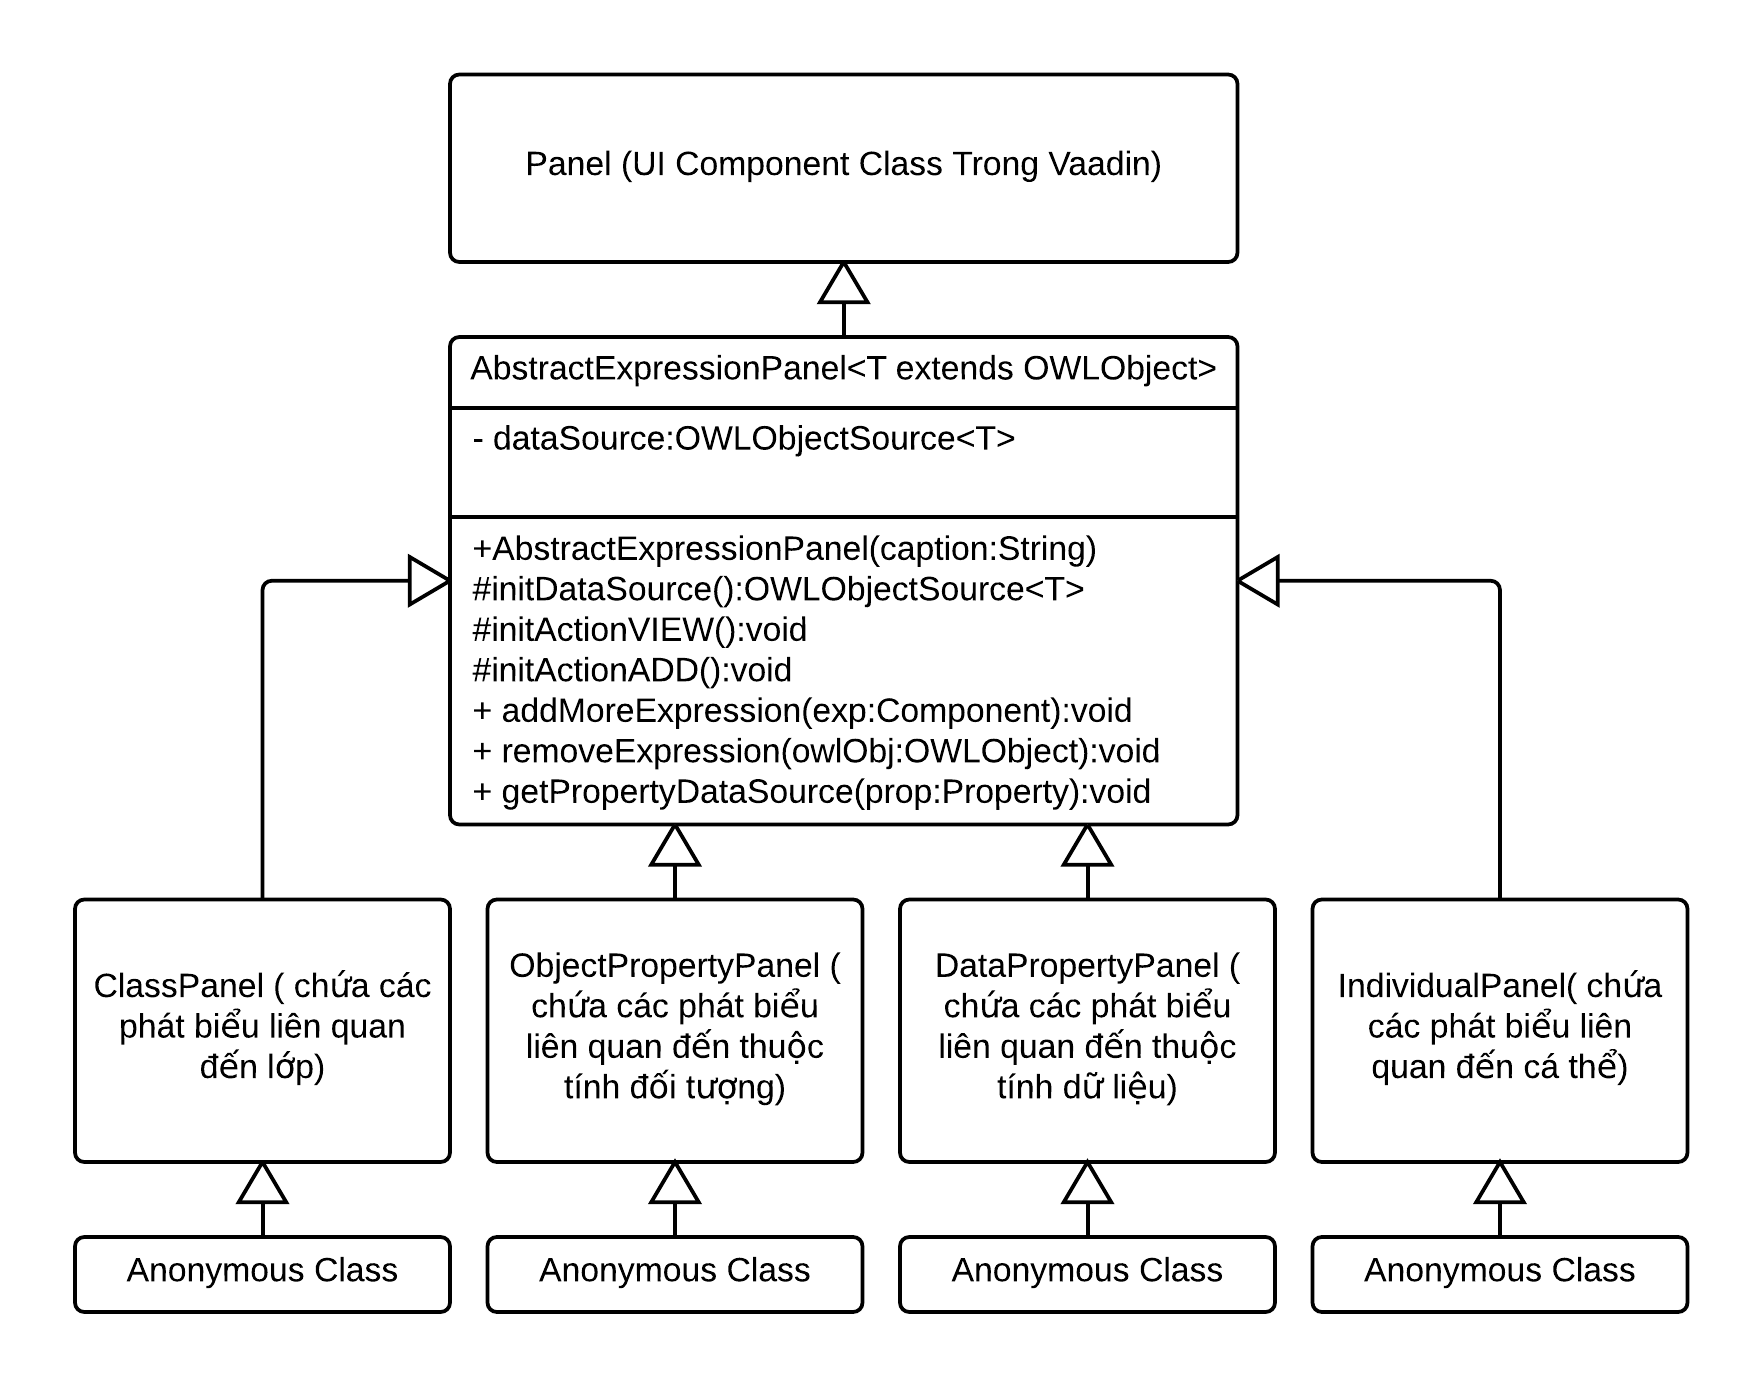 Panel (UI Component Class Trong Vaadin)
AbstractExpressionPanel<T extends OWLObject>
- dataSource:OWLObjectSource<T>
+AbstractExpressionPanel(caption:String)
#initDataSource():OWLObjectSource<T>
#initActionVIEW():void
#initActionADD():void
+ addMoreExpression(exp:Component):void
+ removeExpression(owlObj:OWLObject):void
+ getPropertyDataSource(prop:Property):void
ClassPanel ( chứa các
phát biểu liên quan
đến lớp)
ObjectPropertyPanel (
chứa các phát biểu
liên quan đến thuộc
tính đối tượng)
DataPropertyPanel (
chứa các phát biểu
liên quan đến thuộc
tính dữ liệu)
IndividualPanel( chứa
các phát biểu liên
quan đến cá thể)
Anonymous Class
Anonymous Class
Anonymous Class
Anonymous Class